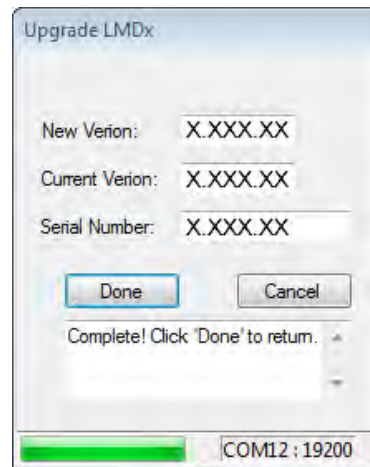 Upgrade LMDx
New Verion: X.XXX.XX
Current Verion: X.XXX.XX
Serial Number: X.XXX.XX
Done Cancel
Complete! Click 'Done' to return.
COM12 : 19200